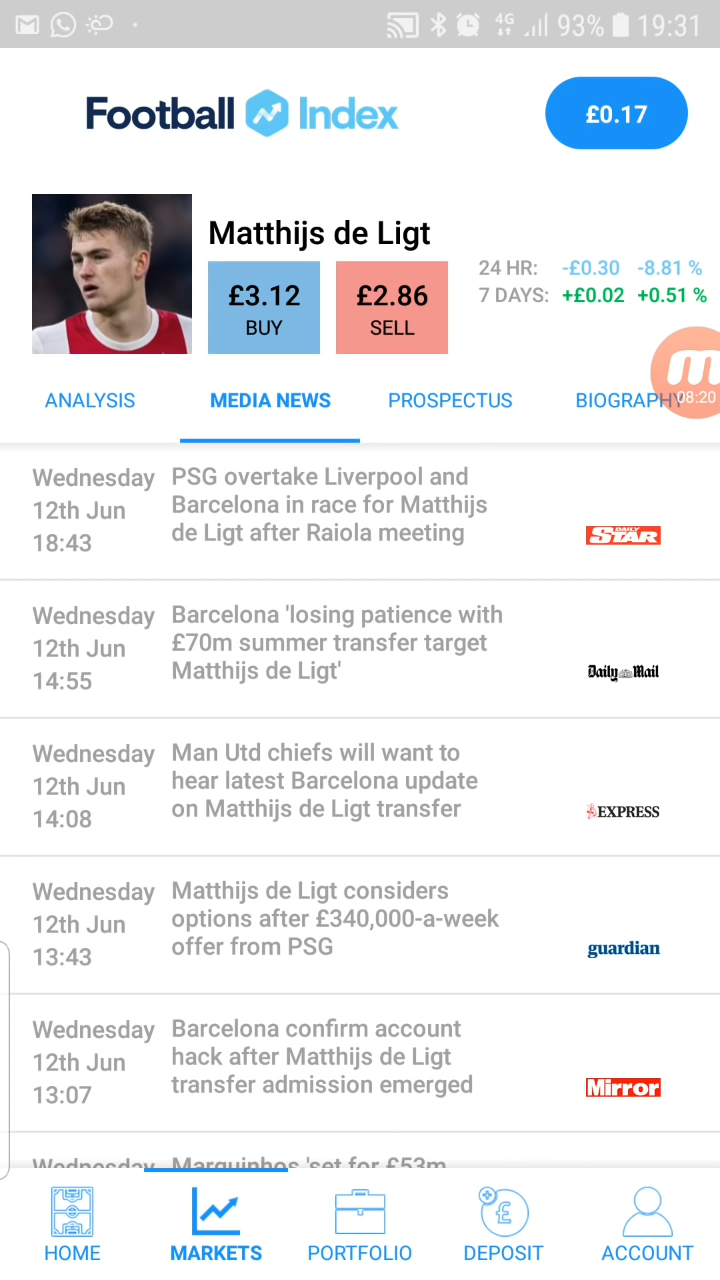 4G 93% 19:31
Football Index £0.17
Matthijs de Ligt
£3.12 £2.86
BUY SELL
24 HR: -£0.30 -8.81 %
7 DAYS: +£0.02 +0.51 %
m
08:20
ANALYSIS MEDIA NEWS PROSPECTUS BIOGRAPHY
Wednesday
12th Jun
18:43
PSG overtake Liverpool and
Barcelona in race for Matthijs
de Ligt after Raiola meeting
DAILY
STAR
Wednesday
12th Jun
14:55
Barcelona 'losing patience with
£70m summer transfer target
Matthijs de Ligt'
Daily Mail
Wednesday
12th Jun
14:08
Man Utd chiefs will want to
hear latest Barcelona update
on Matthijs de Ligt transfer
EXPRESS
Wednesday
12th Jun
13:43
Matthijs de Ligt considers
options after £340,000-a-week
offer from PSG
guardian
Wednesday
12th Jun
13:07
Barcelona confirm account
hack after Matthijs de Ligt
transfer admission emerged
Mirror
Wednesday Marquinhos 'set for £53m
HOME MARKETS PORTFOLIO DEPOSIT ACCOUNT